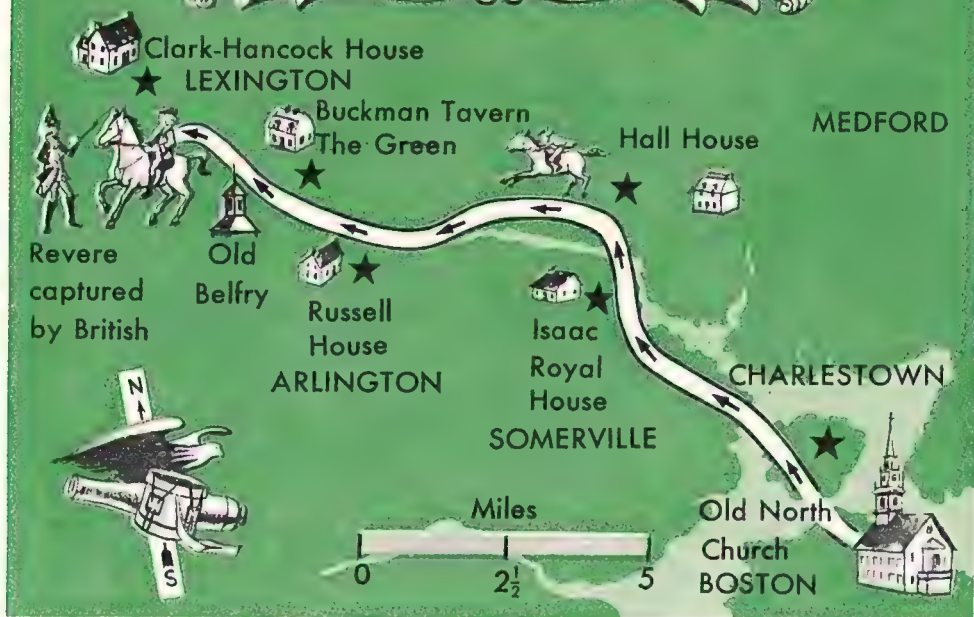 Clark-Hancock House
LEXINGTON
Buckman Tavern
The Green
Hall House
MEDFORD
Revere
captured
by British
Old
Belfry
Russell
House
ARLINGTON
Isaac
Royal
House
SOMERVILLE
CHARLESTOWN
N
S
Miles
0
2½
5
Old North
Church
BOSTON